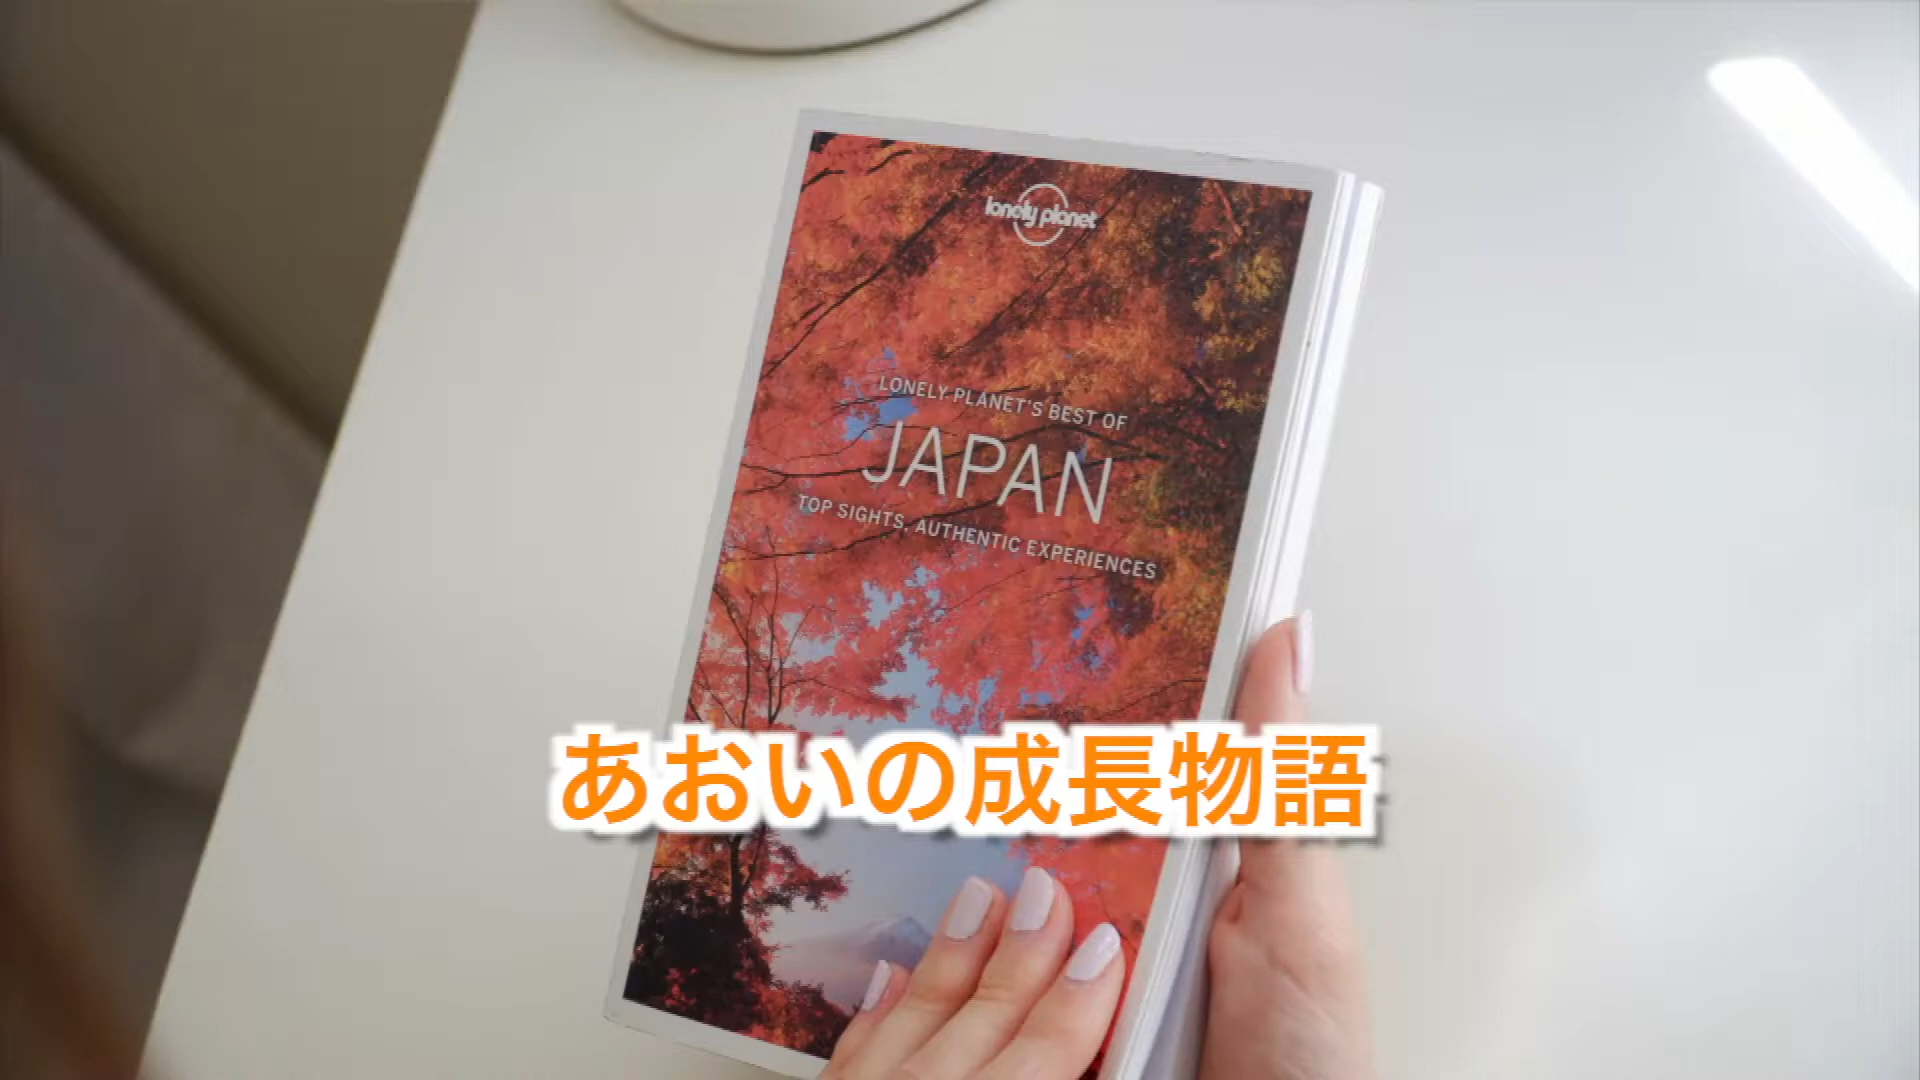 lonely planet
LONELY PLANET'S BEST OF
JAPAN
TOP SIGHTS, AUTHENTIC EXPERIENCES
あおいの成長物語